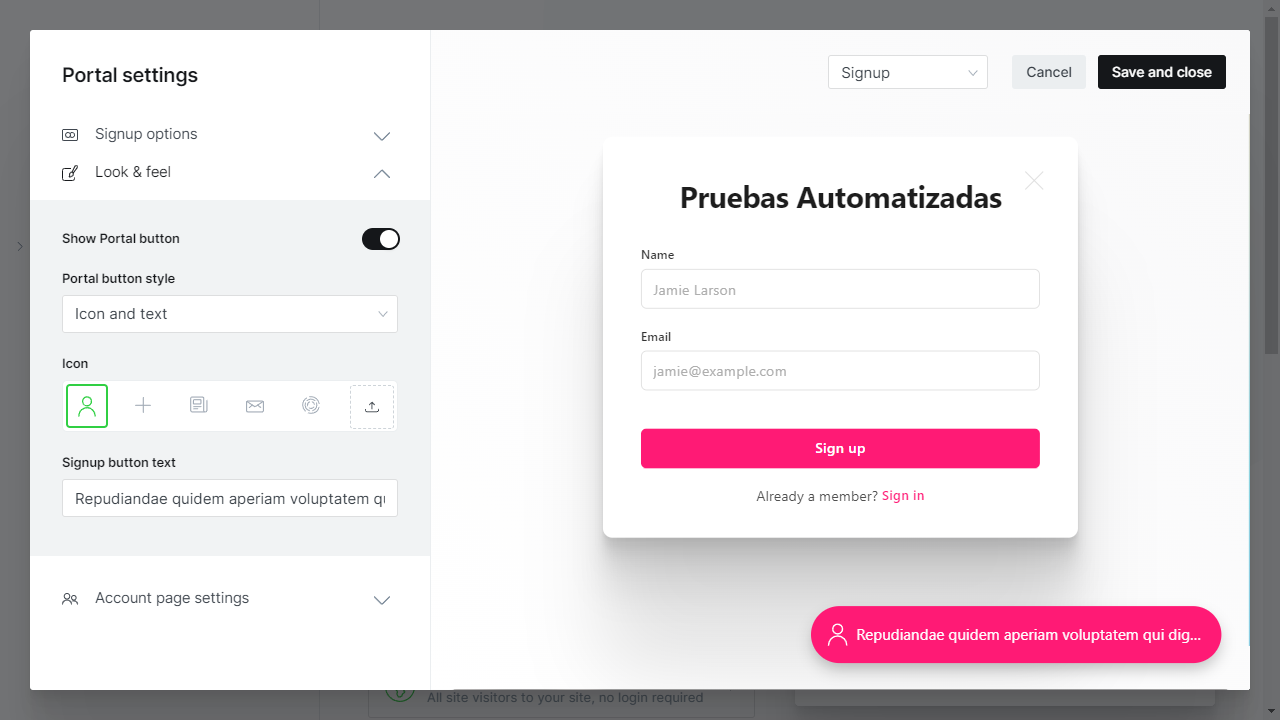 Portal settings
Signup options
Look & feel
Show Portal button
Portal button style
Icon and text
Icon
Signup button text
Repudiandae quidem aperiam voluptatem qu
Account page settings
Signup
Cancel
Save and close
Pruebas Automatizadas
Name
Jamie Larson
Email
jamie@example.com
Sign up
Already a member? Sign in
Repudiandae quidem aperiam voluptatem qui dig...
All site visitors to your site, no login required